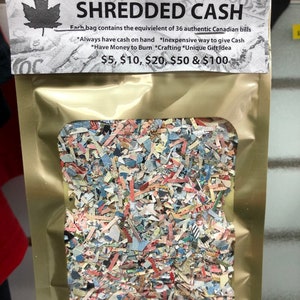 SHREDDED CASH
Each bag contains the equivielent of 36 authentic Canadian bills
*Always have cash on hand *Inexpensive way to give Cash
*Have Money to Burn *Crafting *Unique Gift Idea
$5, $10, $20, $50 & $100